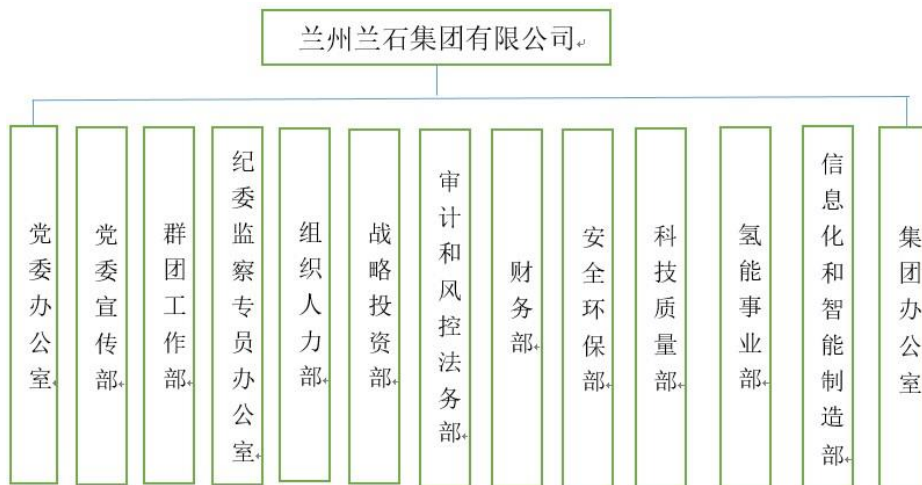 兰州兰石集团有限公司
党委办公室
党委宣传部
群团工作部
纪委监察专员办公室
组织人力部
战略投资部
审计和风控法务部
财务部
安全环保部
科技质量部
氢能事业部
信息化和智能制造部
集团办公室